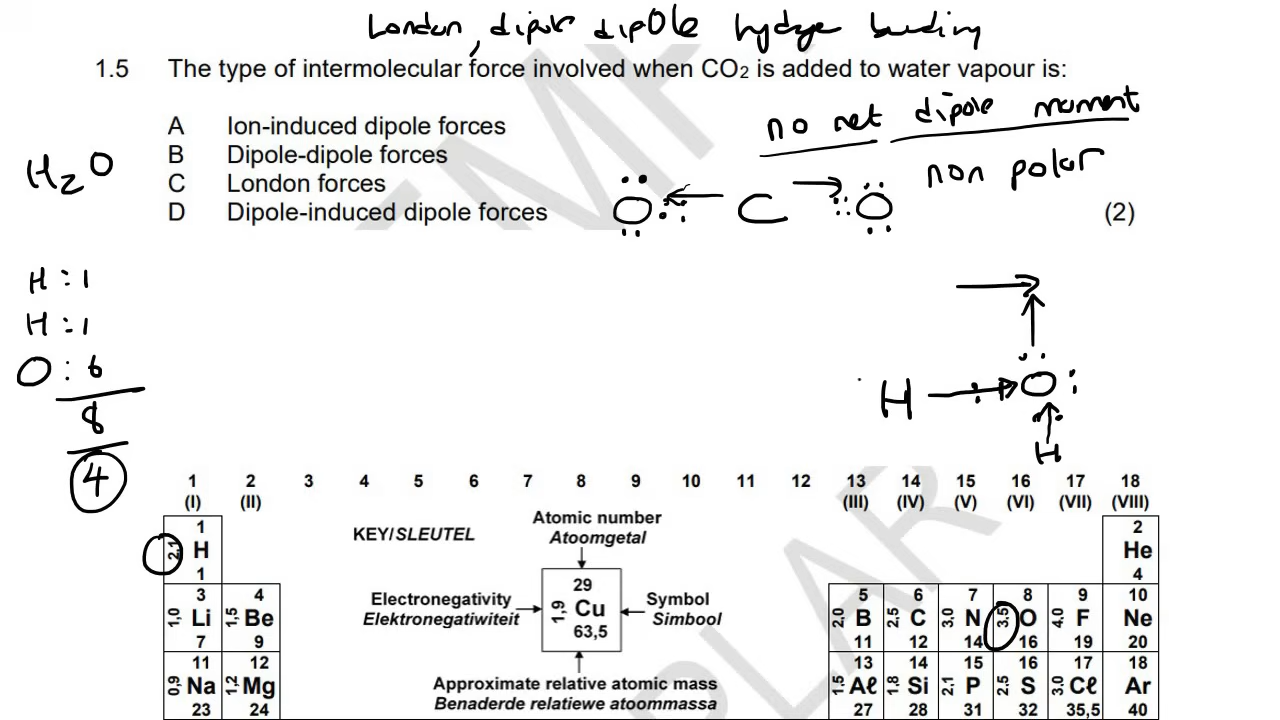 London, dipole dipole hydrogen bonding
1.5 The type of intermolecular force involved when CO₂ is added to water vapour is:
A Ion-induced dipole forces
B Dipole-dipole forces
C London forces
D Dipole-induced dipole forces
(2)
no net dipole moment
non polar
H₂O
O C O
H : 1
H : 1
O : 6
8
4
H O
H
1 2 3 4 5 6 7 8 9 10 11 12 13 14 15 16 17 18
(I) (II) (III) (IV) (V) (VI) (VII) (VIII)
KEY/SLEUTEL
Atomic number
Atoomgetal
Electronegativity
Elektronegatiwiteit
29
1,9 Cu
63,5
Symbol
Simbool
Approximate relative atomic mass
Benaderde relatiewe atoommassa
1
2,1 H
1
2
He
4
3 4 5 6 7 8 9 10
1,0 Li 1,5 Be 2,0 B 2,5 C 3,0 N 3,5 O 4,0 F Ne
7 9 11 12 14 16 19 20
11 12 13 14 15 16 17 18
0,9 Na 1,2 Mg 1,5 Aℓ 1,8 Si 2,1 P 2,5 S 3,0 Cℓ Ar
23 24 27 28 31 32 35,5 40